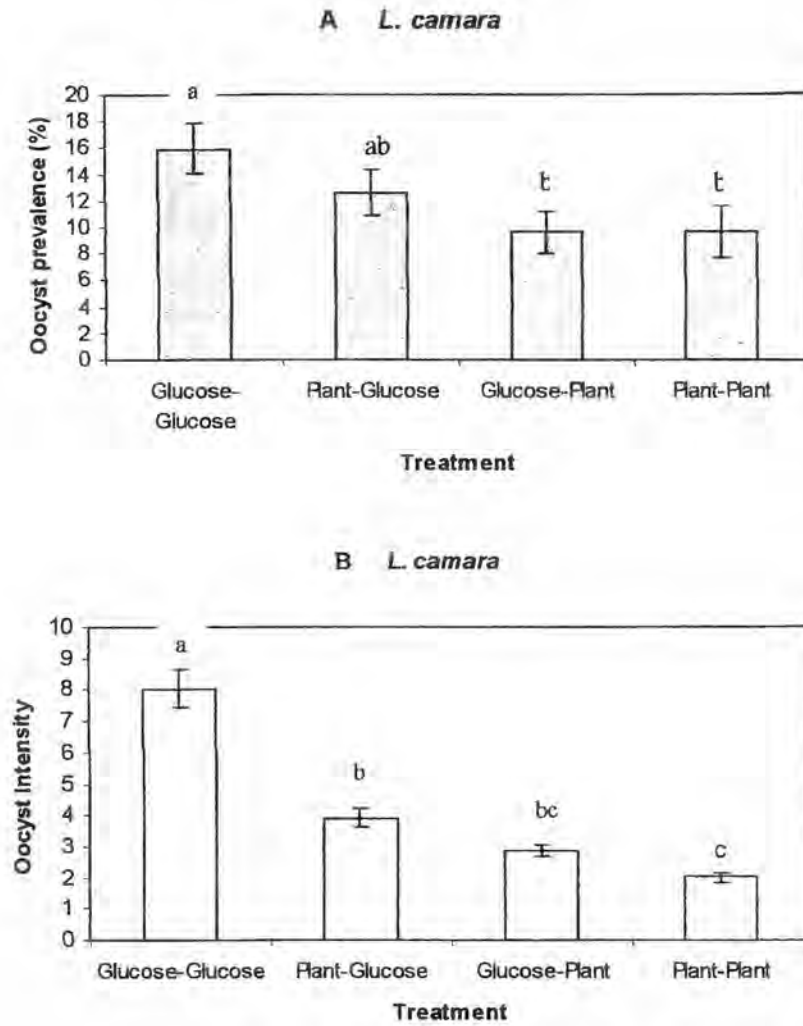 A L. camara
20
18
16
14
12
10
8
6
4
2
0
Oocyst prevalence (%)
a
ab
b
b
Glucose-
Glucose
Plant-Glucose
Glucose-Plant
Plant-Plant
Treatment
B L. camara
10
9
8
7
6
5
4
3
2
1
0
Oocyst Intensity
a
b
bc
c
Glucose-Glucose
Plant-Glucose
Glucose-Plant
Plant-Plant
Treatment